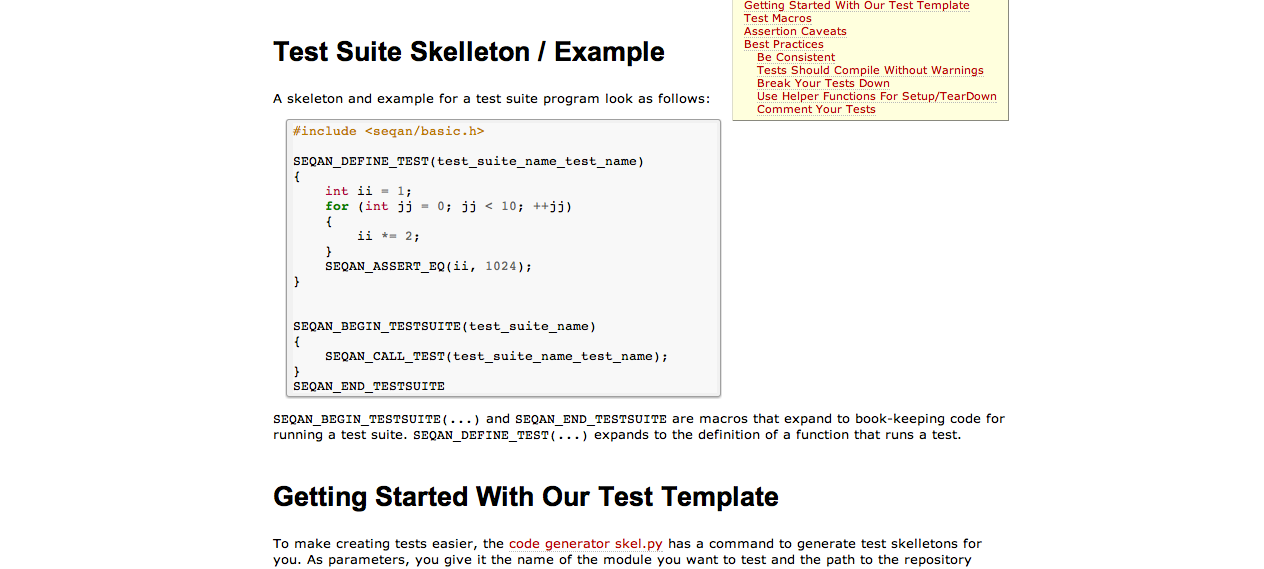 Getting Started With Our Test Template
Test Macros
Assertion Caveats
Best Practices
Be Consistent
Tests Should Compile Without Warnings
Break Your Tests Down
Use Helper Functions For Setup/TearDown
Comment Your Tests
Test Suite Skelleton / Example
A skeleton and example for a test suite program look as follows:
#include <seqan/basic.h>
SEQAN_DEFINE_TEST(test_suite_name_test_name)
{
    int ii = 1;
    for (int jj = 0; jj < 10; ++jj)
    {
        ii *= 2;
    }
    SEQAN_ASSERT_EQ(ii, 1024);
}
SEQAN_BEGIN_TESTSUITE(test_suite_name)
{
    SEQAN_CALL_TEST(test_suite_name_test_name);
}
SEQAN_END_TESTSUITE
SEQAN_BEGIN_TESTSUITE(...) and SEQAN_END_TESTSUITE are macros that expand to book-keeping code for
running a test suite. SEQAN_DEFINE_TEST(...) expands to the definition of a function that runs a test.
Getting Started With Our Test Template
To make creating tests easier, the code generator skel.py has a command to generate test skelletons for
you. As parameters, you give it the name of the module you want to test and the path to the repository